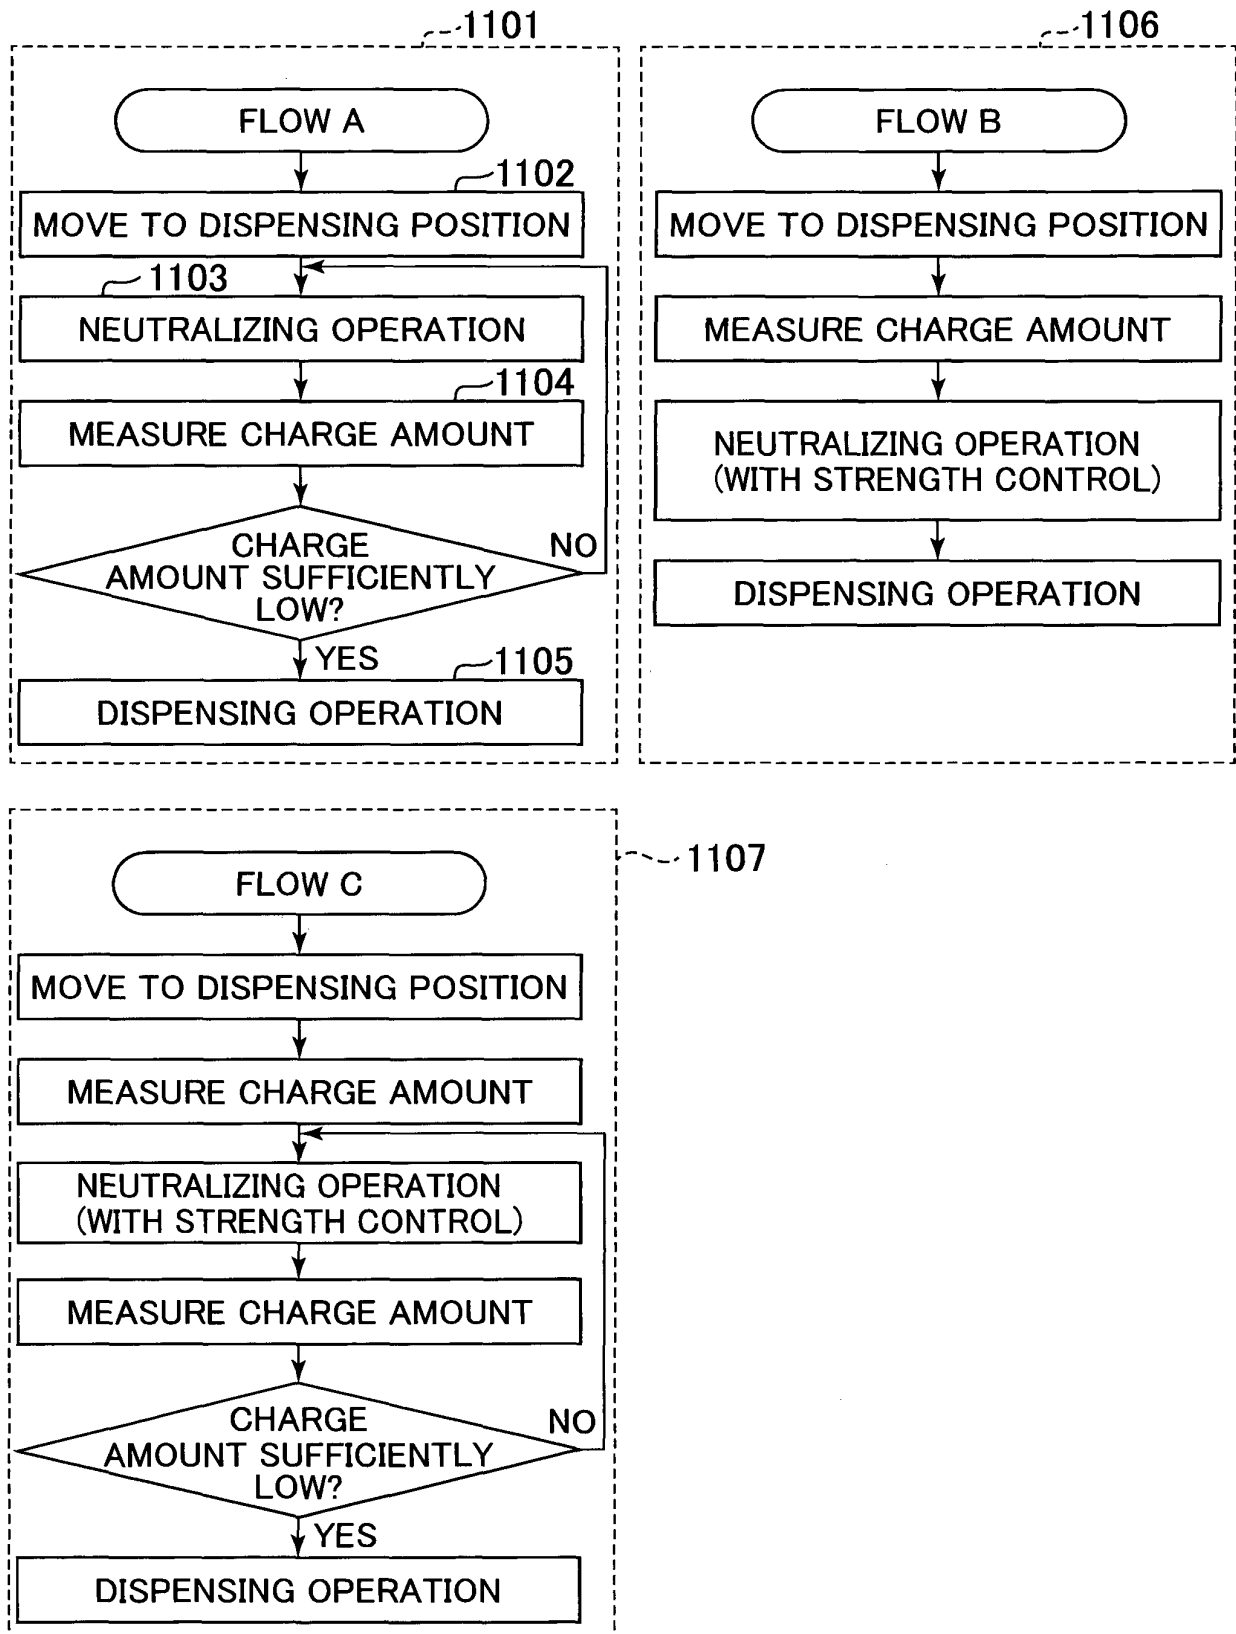 1101
FLOW A
1102
MOVE TO DISPENSING POSITION
1103
NEUTRALIZING OPERATION
1104
MEASURE CHARGE AMOUNT
CHARGE
AMOUNT SUFFICIENTLY
LOW?
NO
YES
1105
DISPENSING OPERATION
1106
FLOW B
MOVE TO DISPENSING POSITION
MEASURE CHARGE AMOUNT
NEUTRALIZING OPERATION
(WITH STRENGTH CONTROL)
DISPENSING OPERATION
1107
FLOW C
MOVE TO DISPENSING POSITION
MEASURE CHARGE AMOUNT
NEUTRALIZING OPERATION
(WITH STRENGTH CONTROL)
MEASURE CHARGE AMOUNT
CHARGE
AMOUNT SUFFICIENTLY
LOW?
NO
YES
DISPENSING OPERATION